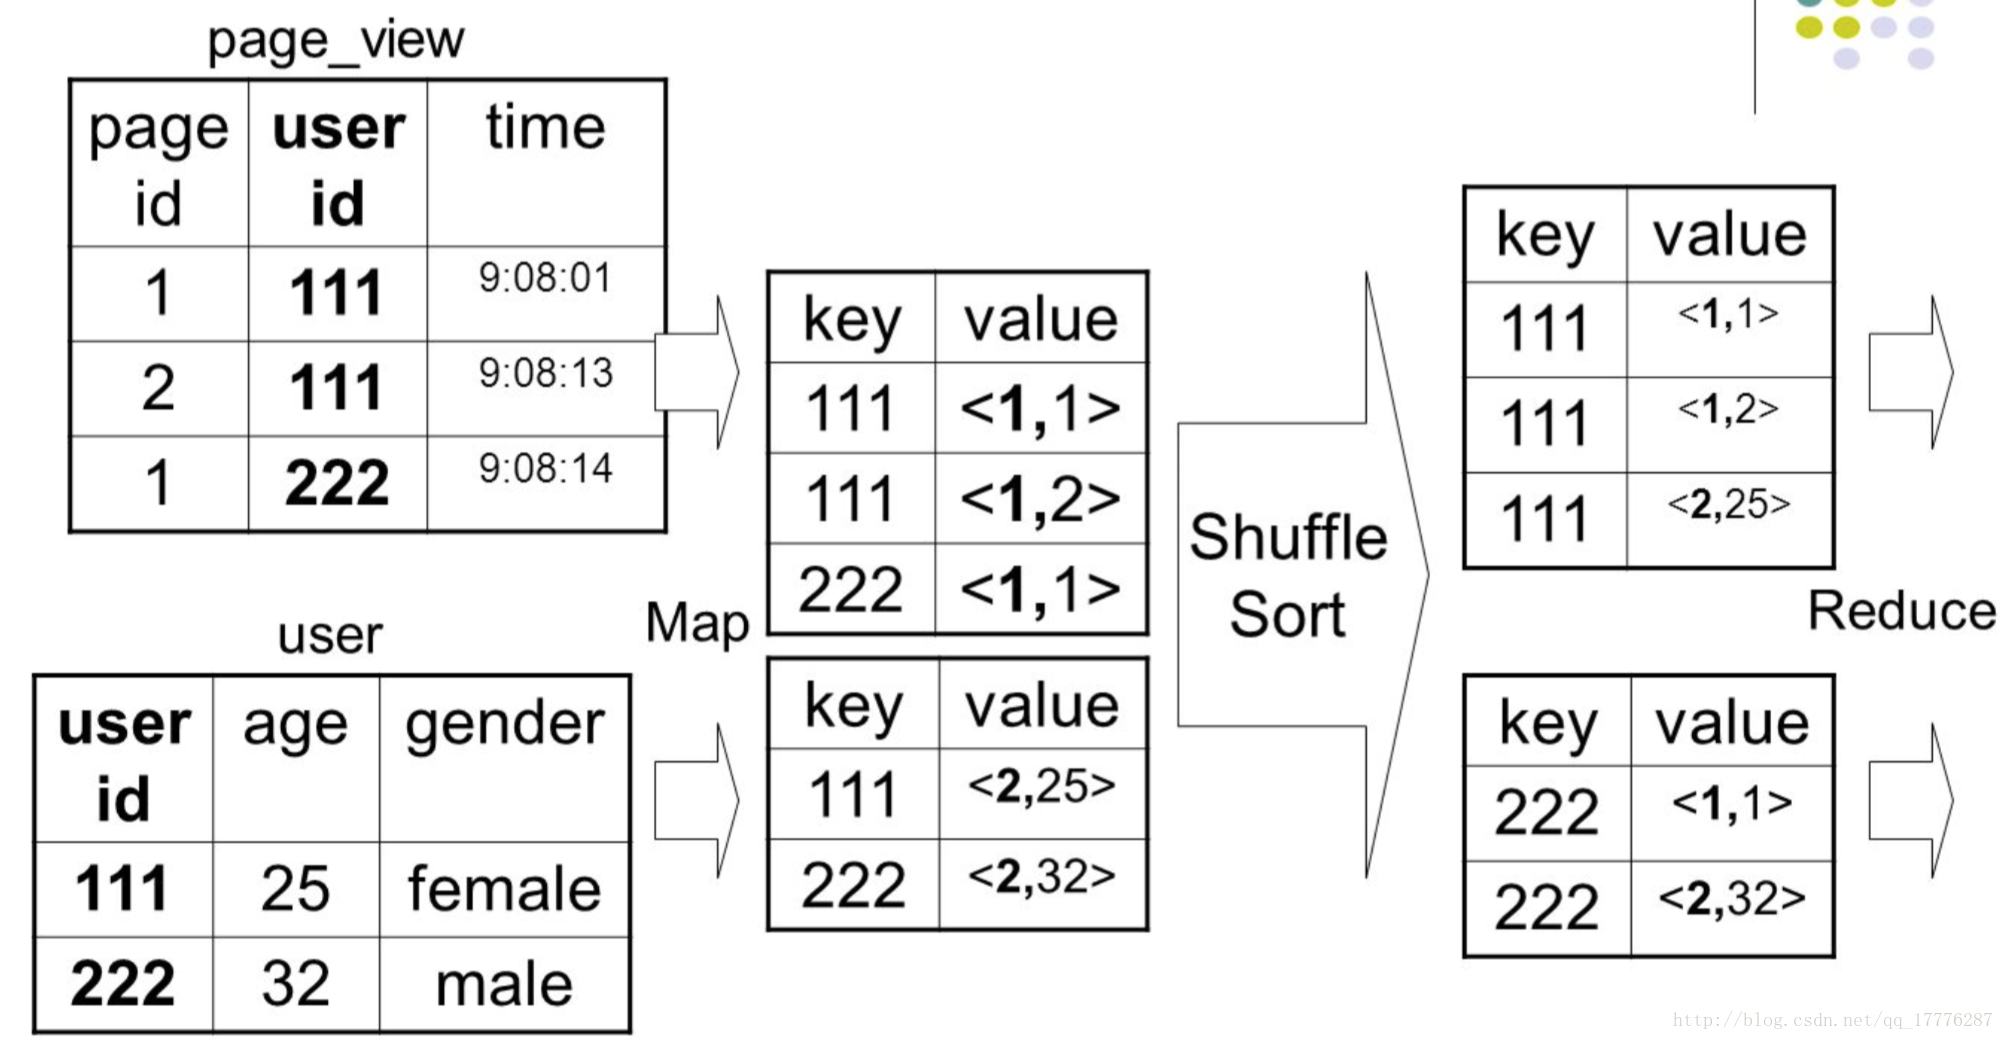 page_view
page id user id time
1 111 9:08:01
2 111 9:08:13
1 222 9:08:14
user
user id age gender
111 25 female
222 32 male
Map
key value
111 <1,1>
111 <1,2>
222 <1,1>
key value
111 <2,25>
222 <2,32>
Shuffle
Sort
key value
111 <1,1>
111 <1,2>
111 <2,25>
key value
222 <1,1>
222 <2,32>
Reduce
http://blog.csdn.net/qq_17776287